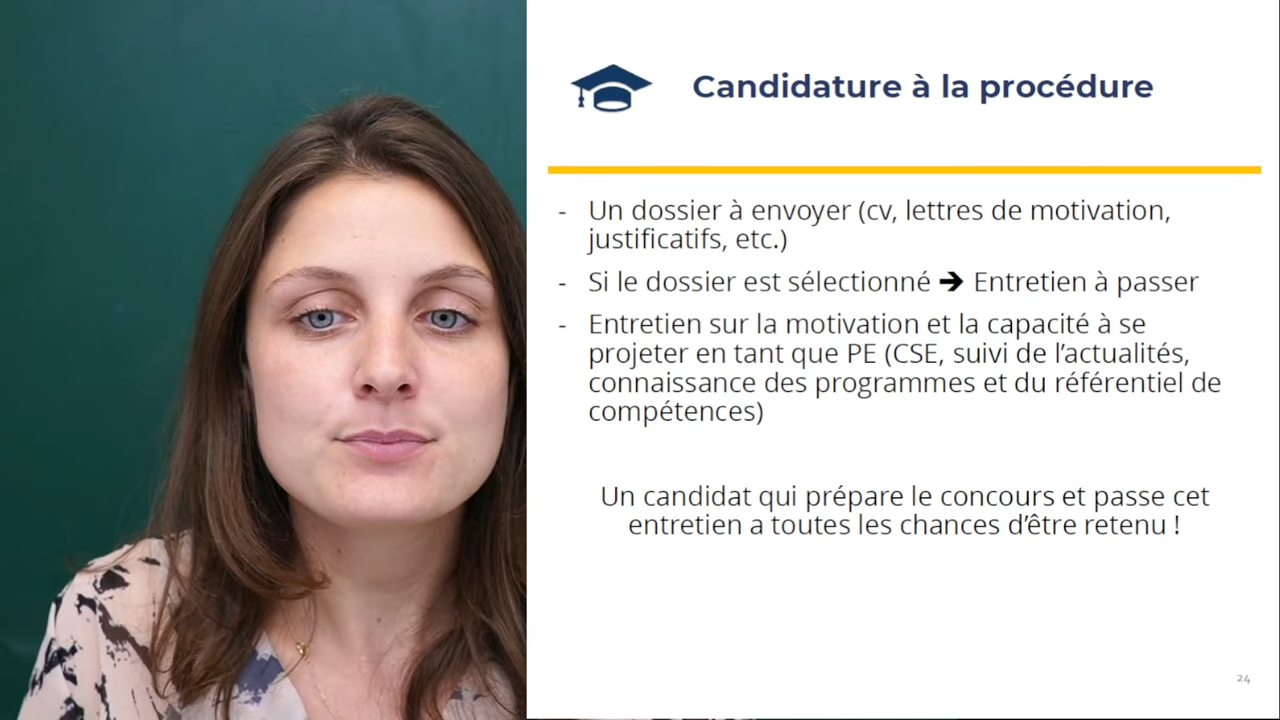 Candidature à la procédure
- Un dossier à envoyer (cv, lettres de motivation,
justificatifs, etc.)
- Si le dossier est sélectionné ➔ Entretien à passer
- Entretien sur la motivation et la capacité à se
projeter en tant que PE (CSE, suivi de l’actualités,
connaissance des programmes et du référentiel de
compétences)
Un candidat qui prépare le concours et passe cet
entretien a toutes les chances d’être retenu !
24